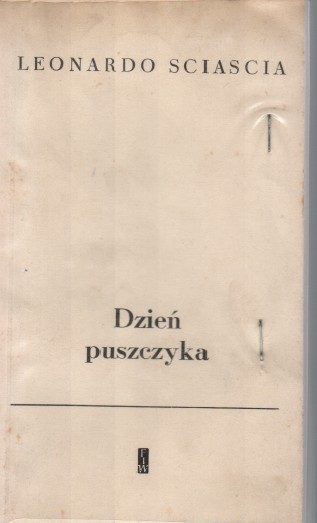 LEONARDO SCIASCIA
Dzień
puszczyka
PIW